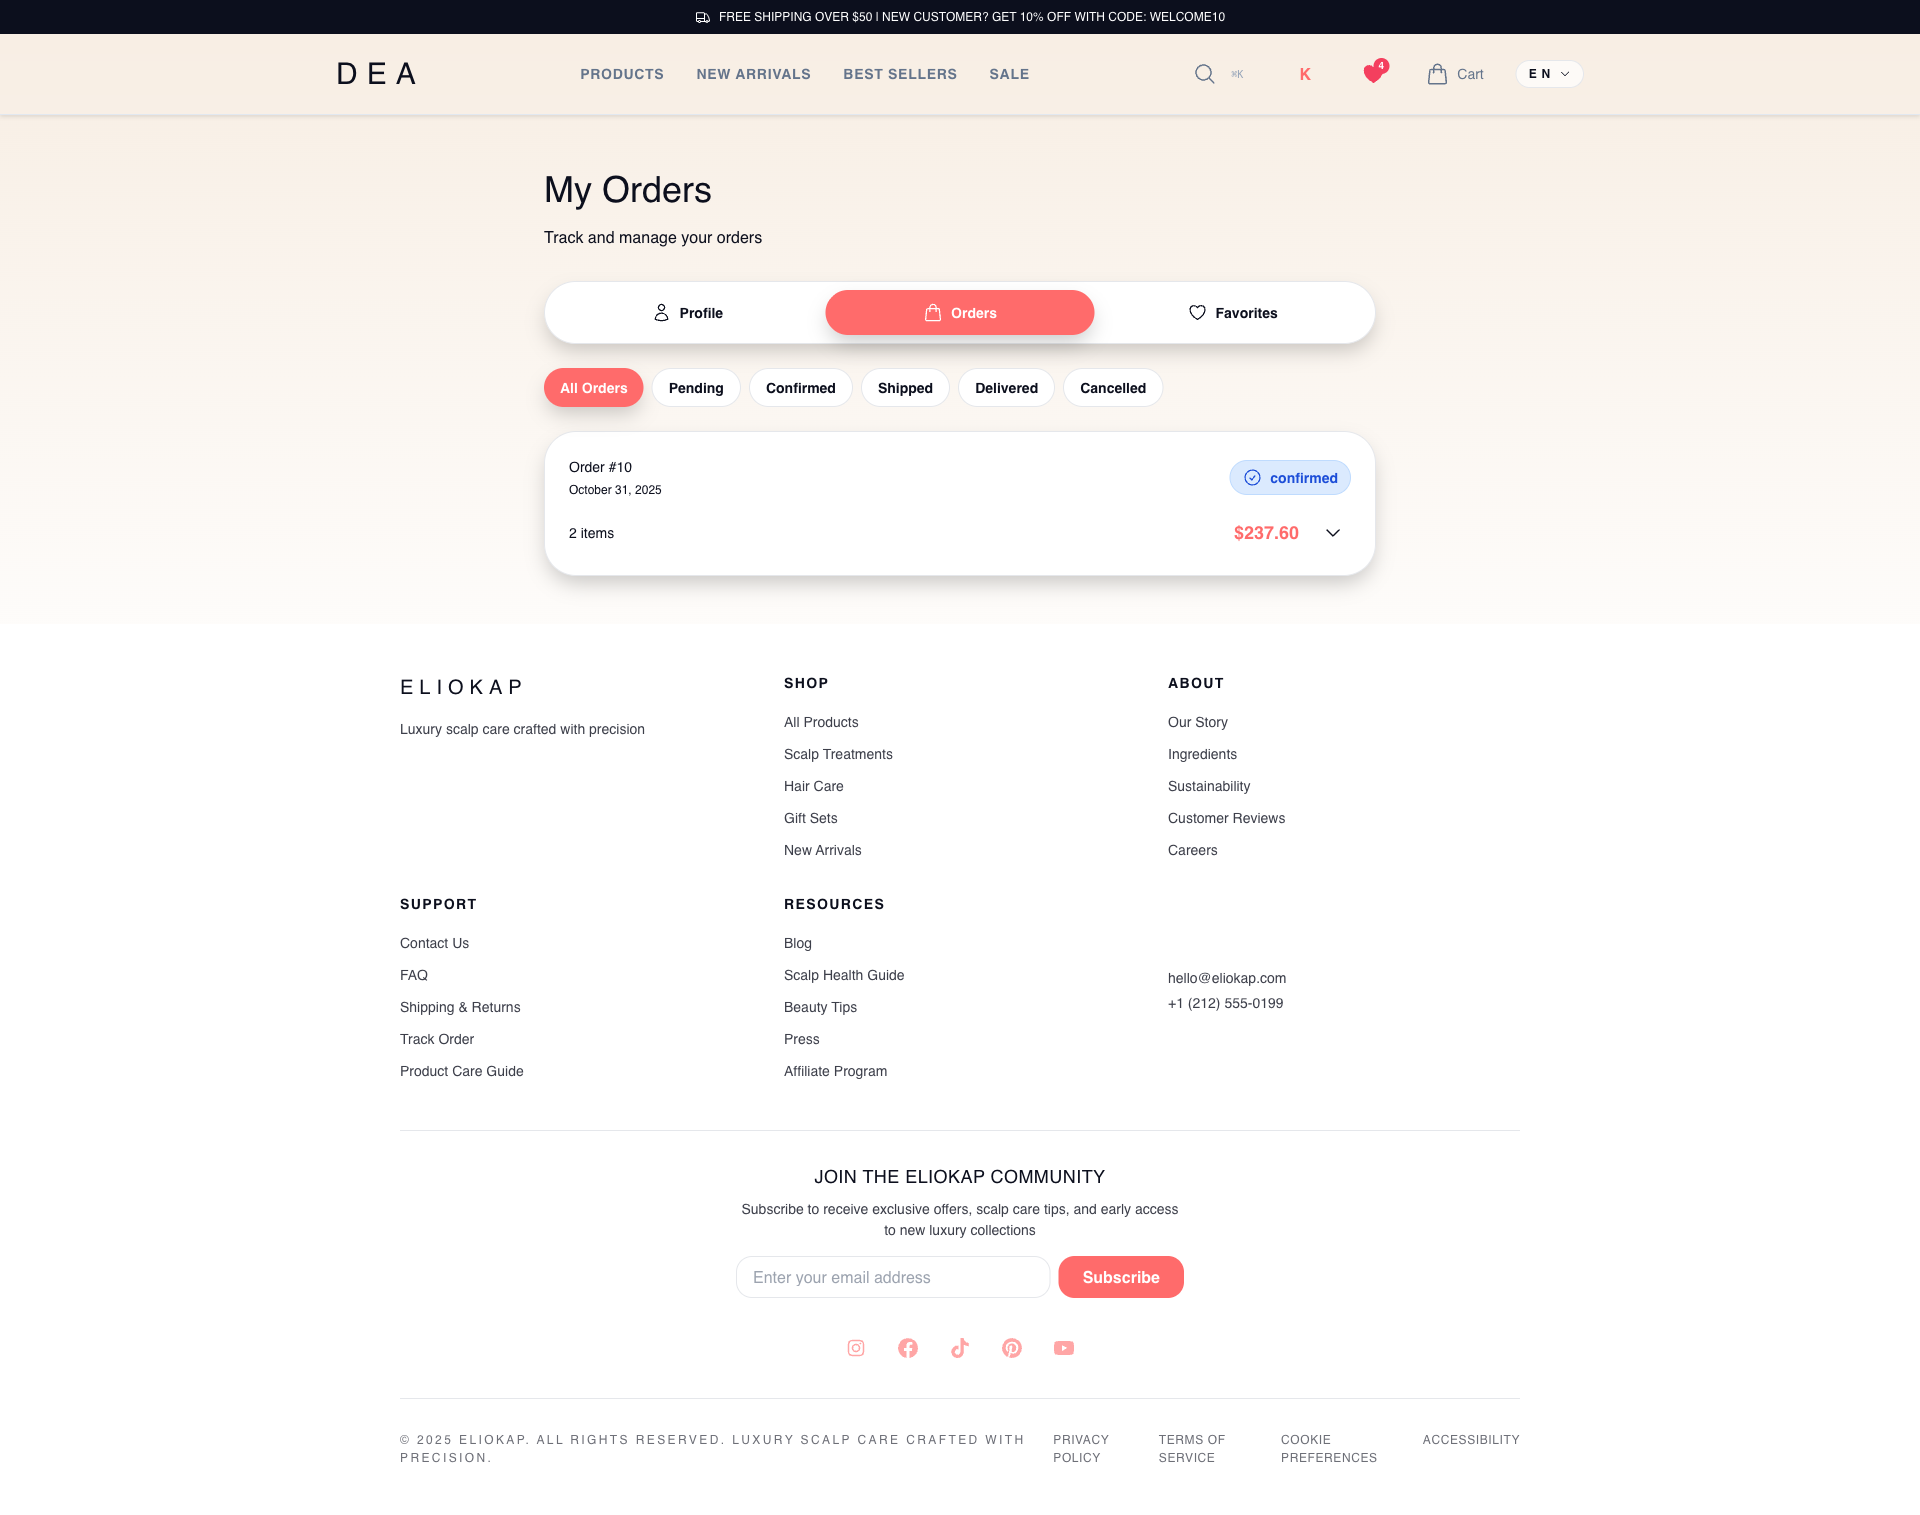 FREE SHIPPING OVER $50 | NEW CUSTOMER? GET 10% OFF WITH CODE: WELCOME10
DEA
PRODUCTS
NEW ARRIVALS
BEST SELLERS
SALE
⌘K
K
4
Cart
EN
My Orders
Track and manage your orders
Profile
Orders
Favorites
All Orders
Pending
Confirmed
Shipped
Delivered
Cancelled
Order #10
October 31, 2025
confirmed
2 items
$237.60
ELIOKAP
Luxury scalp care crafted with precision
SHOP
All Products
Scalp Treatments
Hair Care
Gift Sets
New Arrivals
ABOUT
Our Story
Ingredients
Sustainability
Customer Reviews
Careers
SUPPORT
Contact Us
FAQ
Shipping & Returns
Track Order
Product Care Guide
RESOURCES
Blog
Scalp Health Guide
Beauty Tips
Press
Affiliate Program
hello@eliokap.com
+1 (212) 555-0199
JOIN THE ELIOKAP COMMUNITY
Subscribe to receive exclusive offers, scalp care tips, and early access
to new luxury collections
Enter your email address
Subscribe
© 2025 ELIOKAP. ALL RIGHTS RESERVED. LUXURY SCALP CARE CRAFTED WITH
PRECISION.
PRIVACY
POLICY
TERMS OF
SERVICE
COOKIE
PREFERENCES
ACCESSIBILITY